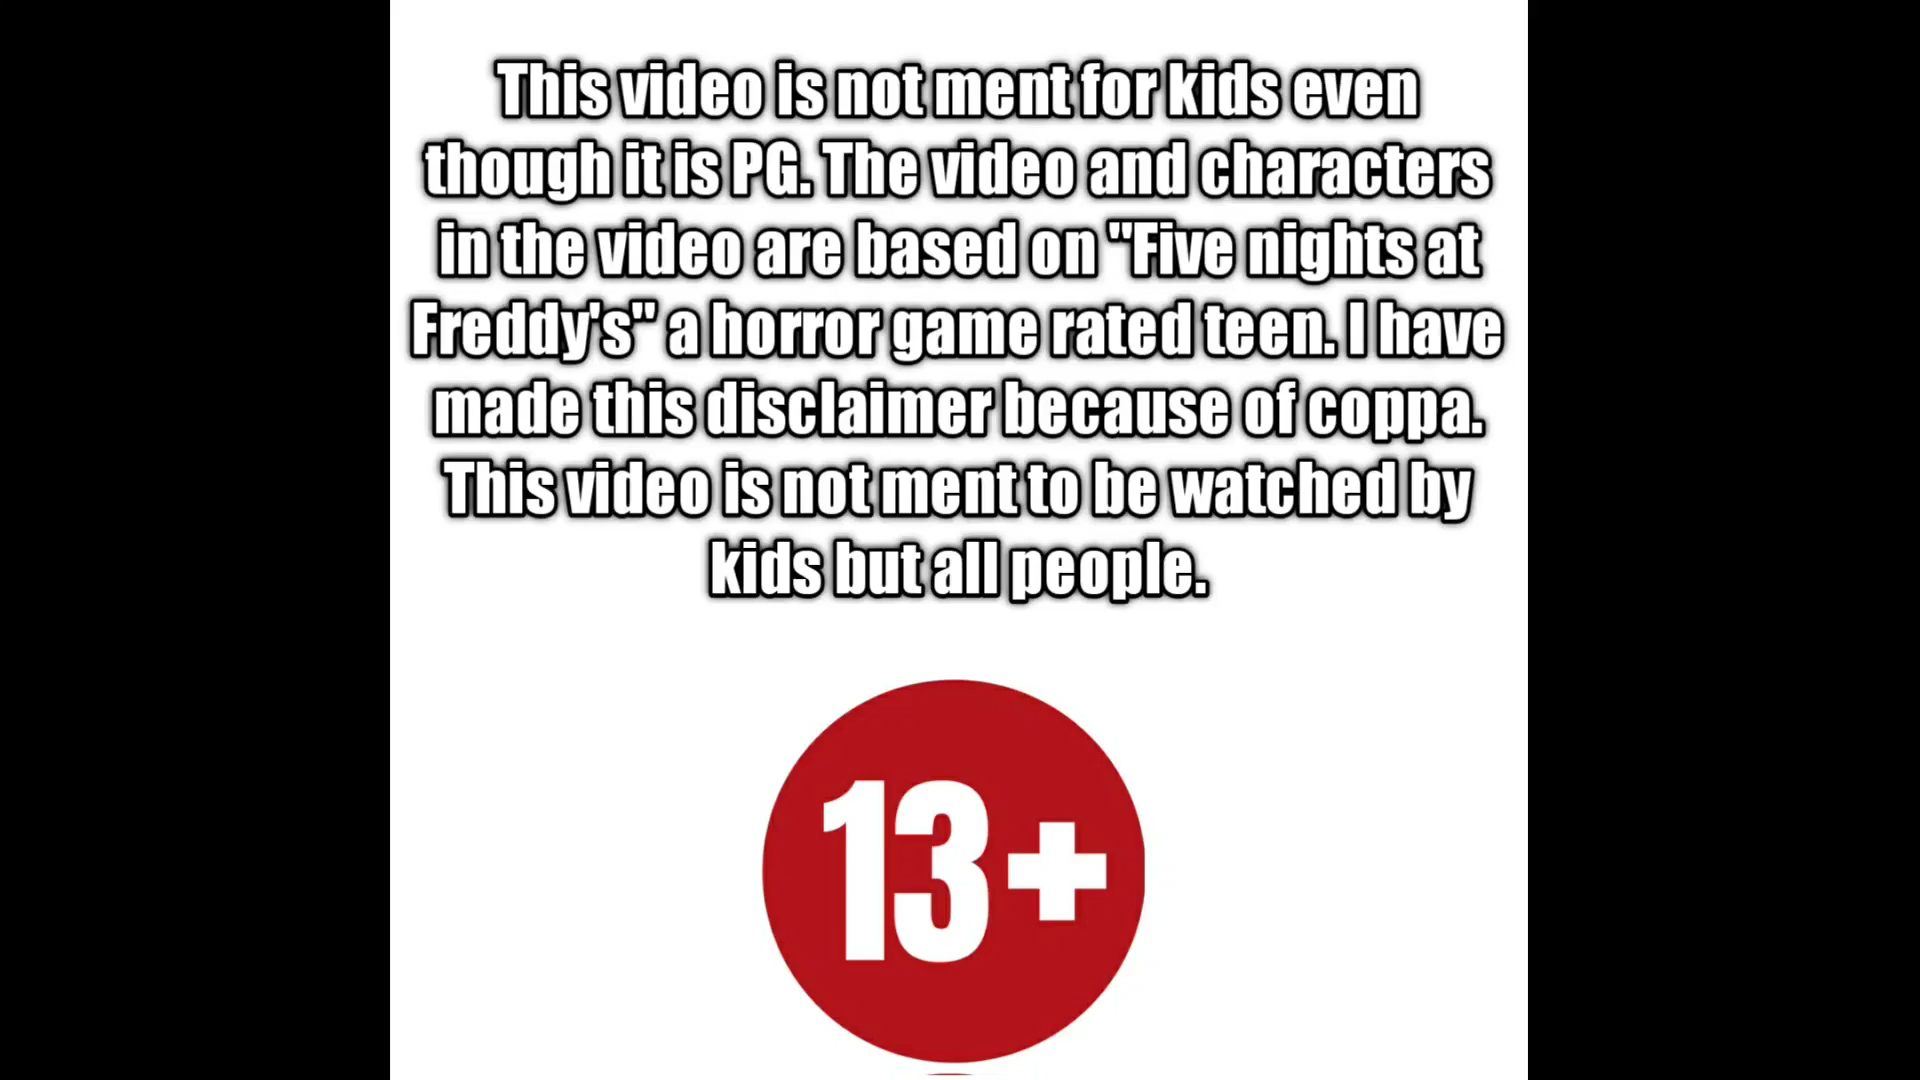 This video is not ment for kids even
though it is PG. The video and characters
in the video are based on "Five nights at
Freddy's" a horror game rated teen. I have
made this disclaimer because of coppa.
This video is not ment to be watched by
kids but all people.
13+